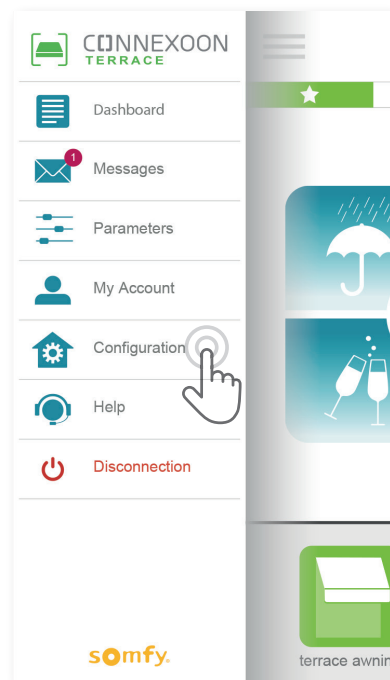 CONNEXOON
TERRACE
Dashboard
1
Messages
Parameters
My Account
Configuration
Help
Disconnection
somfy.
terrace awnin